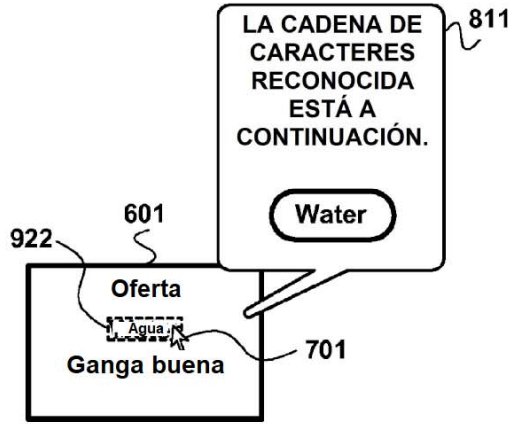 LA CADENA DE
CARACTERES
RECONOCIDA
ESTÁ A
CONTINUACIÓN.
Water
811
601
922
Oferta
Agua
Ganga buena
701